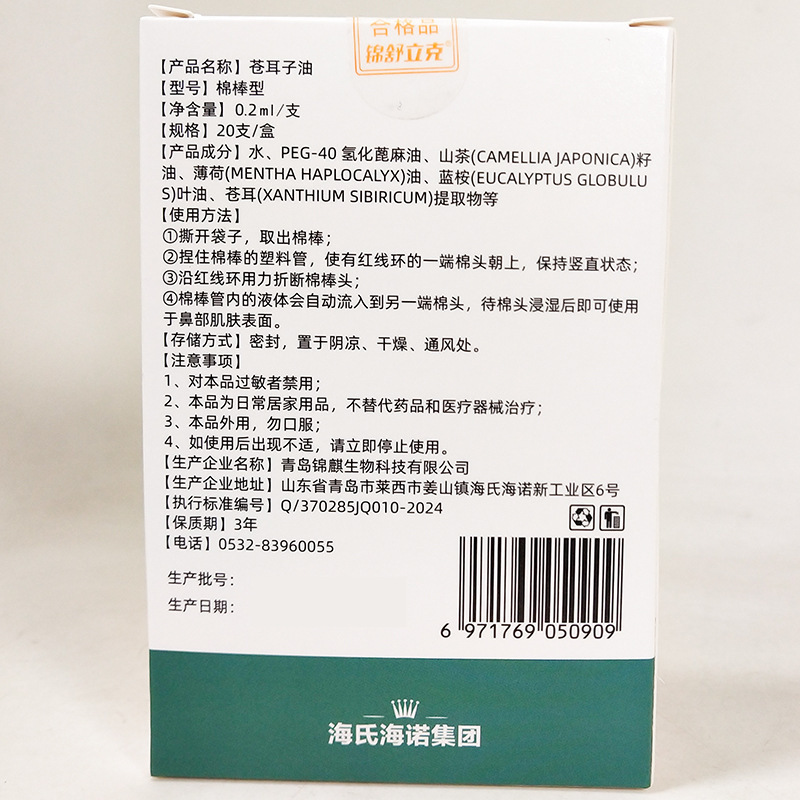 合格品
锦舒立克®
【产品名称】苍耳子油
【型号】棉棒型
【净含量】0.2ml/支
【规格】20支/盒
【产品成分】水、PEG-40 氢化蓖麻油、山茶(CAMELLIA JAPONICA)籽
油、薄荷(MENTHA HAPLOCALYX)油、蓝桉(EUCALYPTUS GLOBULU
S)叶油、苍耳(XANTHIUM SIBIRICUM)提取物等
【使用方法】
①撕开袋子，取出棉棒；
②捏住棉棒的塑料管，使有红线环的一端棉头朝上，保持竖直状态；
③沿红线环用力折断棉棒头；
④棉棒管内的液体会自动流入到另一端棉头，待棉头浸湿后即可使用
于鼻部肌肤表面。
【存储方式】密封，置于阴凉、干燥、通风处。
【注意事项】
1、对本品过敏者禁用；
2、本品为日常居家用品，不替代药品和医疗器械治疗；
3、本品外用，勿口服；
4、如使用后出现不适，请立即停止使用。
【生产企业名称】青岛锦麒生物科技有限公司
【生产企业地址】山东省青岛市莱西市姜山镇海氏海诺新工业区6号
【执行标准编号】Q/370285JQ010-2024
【保质期】3年
【电话】0532-83960055
生产批号：
生产日期：
6 971769 050909
海氏海诺集团